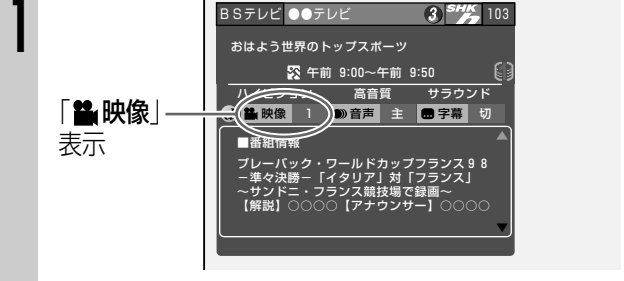 1
BSテレビ ●●テレビ 3 SHK h 103
おはよう世界のトップスポーツ
午前 9:00～午前 9:50
ハイビジョン 高音質 サラウンド
映像 1 音声 主 字幕 切
「映像」
表示
■番組情報
プレーバック・ワールドカップフランス９８
－準々決勝－「イタリア」対「フランス」
～サンドニ・フランス競技場で録画～
【解説】○○○○【アナウンサー】○○○○